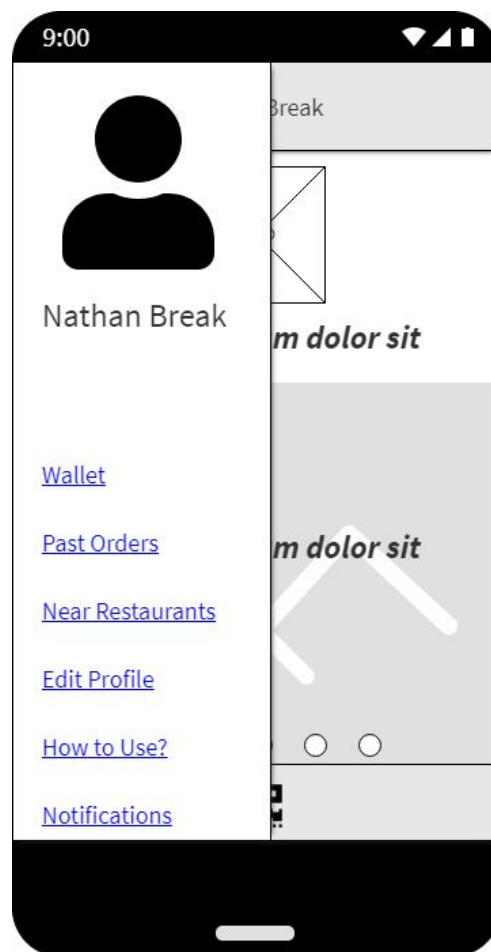 9:00
Break
Nathan Break
m dolor sit
Wallet
Past Orders
m dolor sit
Near Restaurants
Edit Profile
How to Use?
Notifications